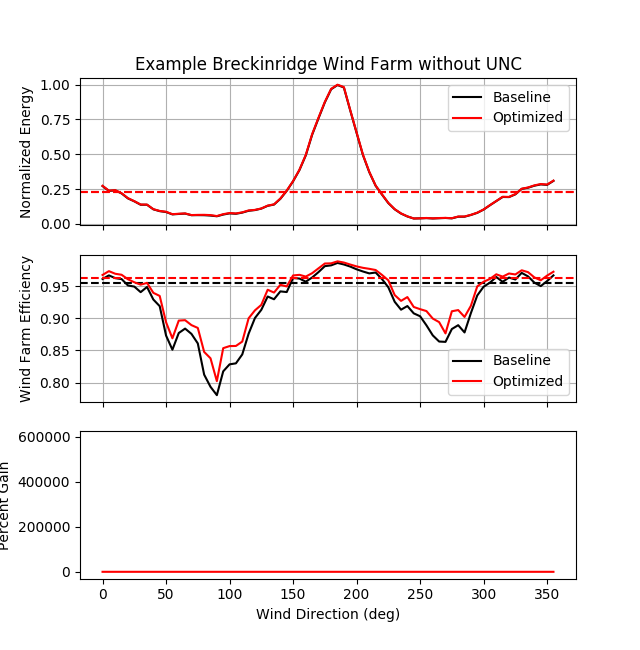 Example Breckinridge Wind Farm without UNC
1.00
0.75
0.50
0.25
0.00
Normalized Energy
Baseline
Optimized
0.95
0.90
0.85
0.80
Wind Farm Efficiency
Baseline
Optimized
600000
400000
200000
0
Percent Gain
0 50 100 150 200 250 300 350
Wind Direction (deg)